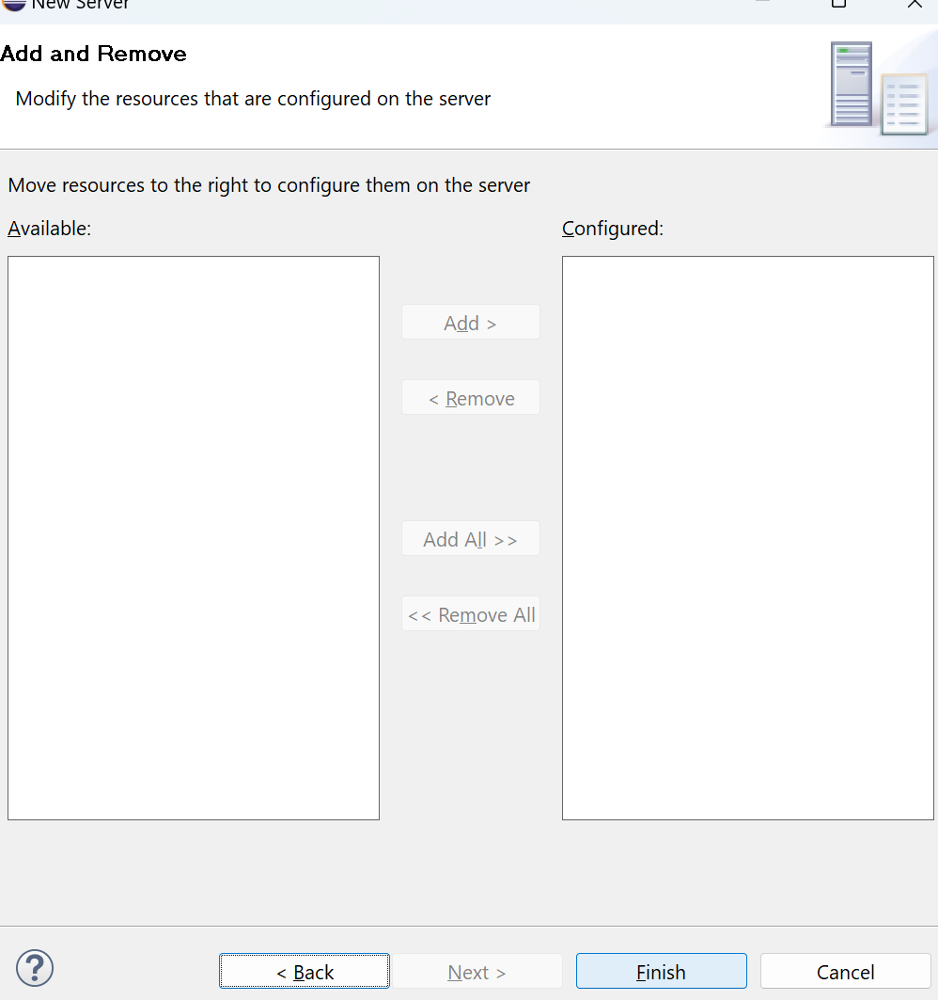 New Server
Add and Remove
Modify the resources that are configured on the server
Move resources to the right to configure them on the server
Available:
Configured:
Add >
< Remove
Add All >>
<< Remove All
?
< Back
Next >
Finish
Cancel